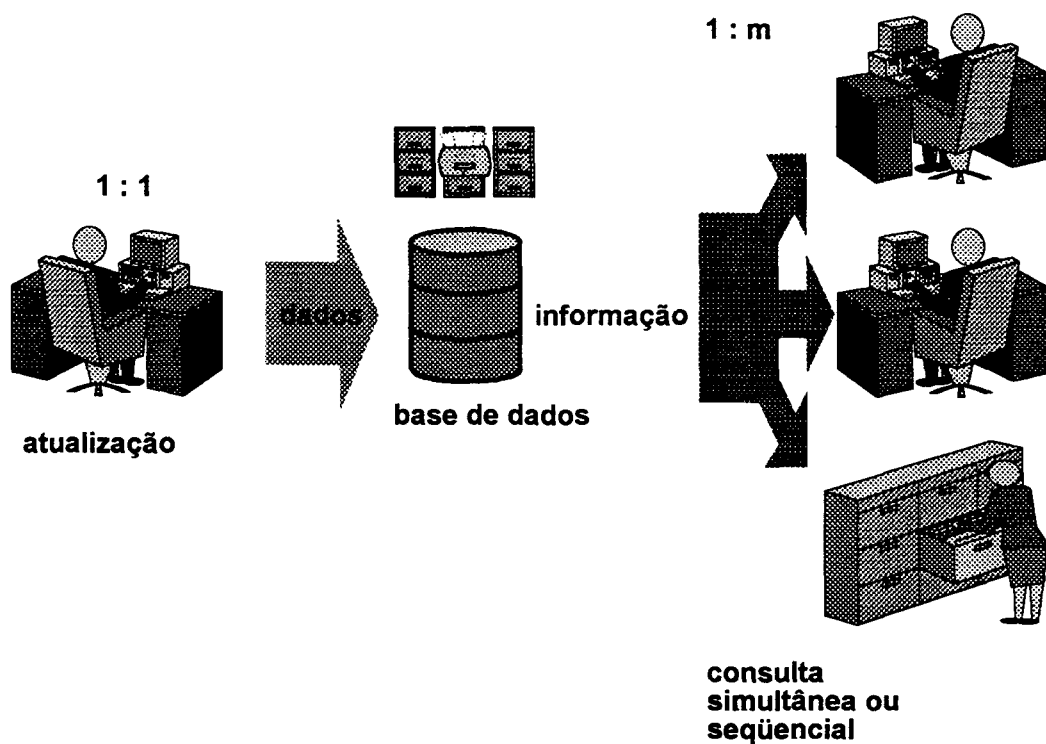 1 : m
1 : 1
dados
informação
base de dados
atualização
consulta
simultânea ou
seqüencial